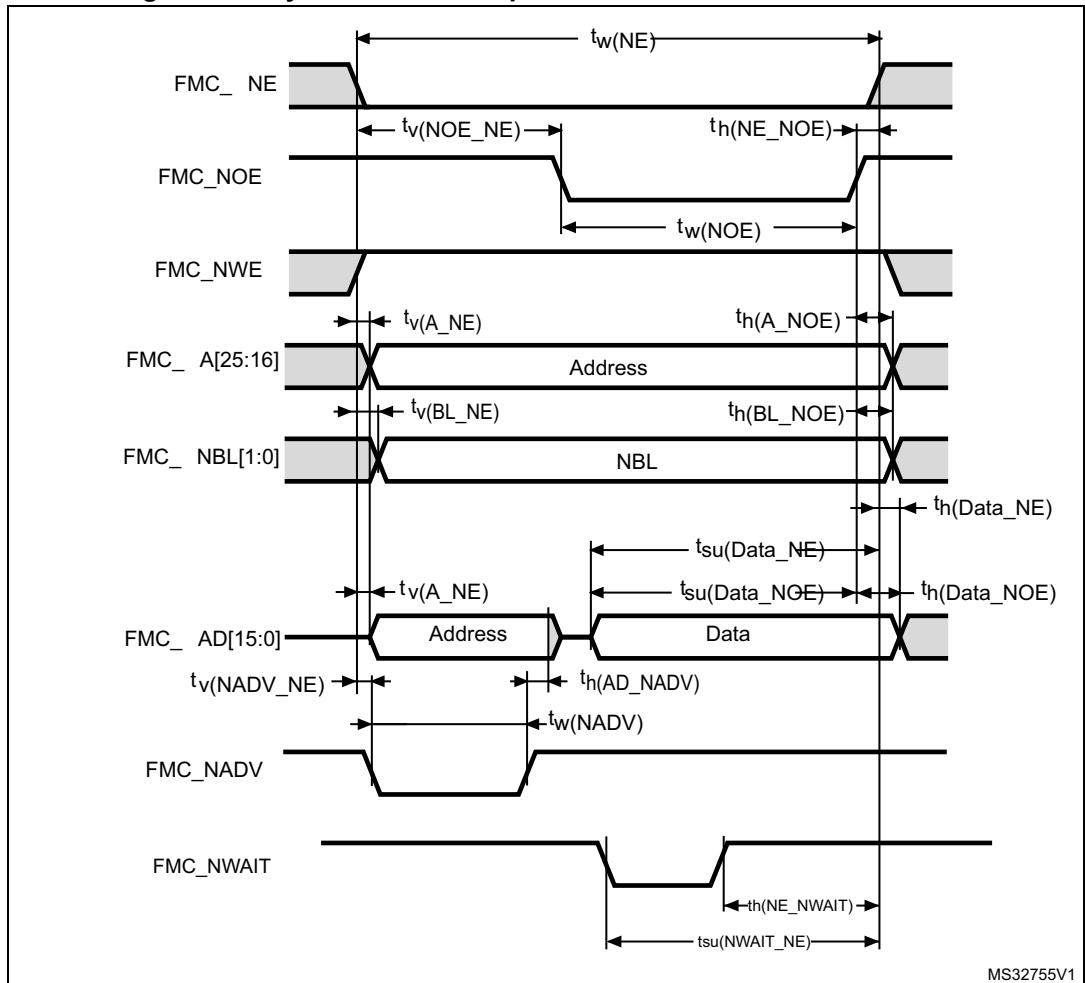 tw(NE)
FMC_ NE
tv(NOE_NE)
th(NE_NOE)
FMC_NOE
tw(NOE)
FMC_NWE
tv(A_NE)
th(A_NOE)
FMC_ A[25:16]
Address
tv(BL_NE)
th(BL_NOE)
FMC_ NBL[1:0]
NBL
th(Data_NE)
tsu(Data_NE)
tv(A_NE)
tsu(Data_NOE)
th(Data_NOE)
FMC_ AD[15:0]
Address
Data
tv(NADV_NE)
th(AD_NADV)
tw(NADV)
FMC_NADV
FMC_NWAIT
th(NE_NWAIT)
tsu(NWAIT_NE)
MS32755V1